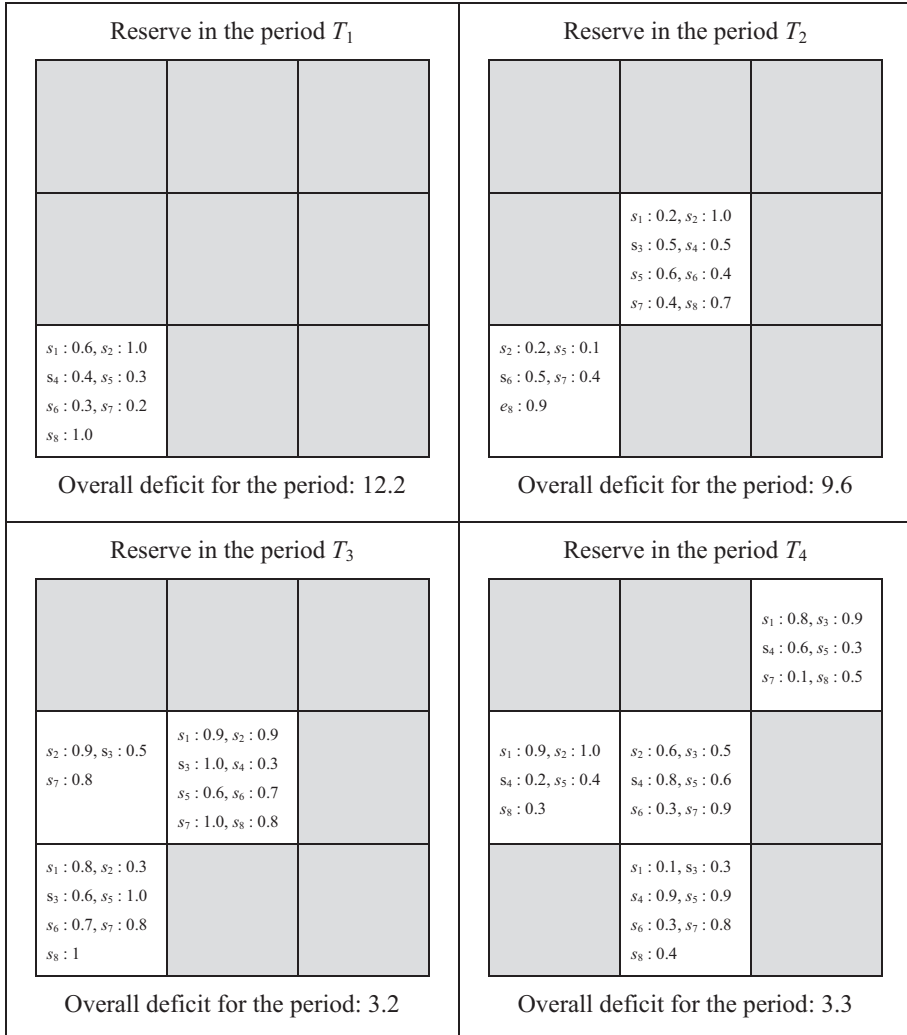 Reserve in the period T₁
s₁ : 0.6, s₂ : 1.0
s₄ : 0.4, s₅ : 0.3
s₆ : 0.3, s₇ : 0.2
s₈ : 1.0
Overall deficit for the period: 12.2
Reserve in the period T₂
s₁ : 0.2, s₂ : 1.0
s₃ : 0.5, s₄ : 0.5
s₅ : 0.6, s₆ : 0.4
s₇ : 0.4, s₈ : 0.7
s₂ : 0.2, s₅ : 0.1
s₆ : 0.5, s₇ : 0.4
e₈ : 0.9
Overall deficit for the period: 9.6
Reserve in the period T₃
s₂ : 0.9, s₃ : 0.5
s₇ : 0.8
s₁ : 0.9, s₂ : 0.9
s₃ : 1.0, s₄ : 0.3
s₅ : 0.6, s₆ : 0.7
s₇ : 1.0, s₈ : 0.8
s₁ : 0.8, s₂ : 0.3
s₃ : 0.6, s₅ : 1.0
s₆ : 0.7, s₇ : 0.8
s₈ : 1
Overall deficit for the period: 3.2
Reserve in the period T₄
s₁ : 0.8, s₃ : 0.9
s₄ : 0.6, s₅ : 0.3
s₇ : 0.1, s₈ : 0.5
s₁ : 0.9, s₂ : 1.0
s₄ : 0.2, s₅ : 0.4
s₈ : 0.3
s₂ : 0.6, s₃ : 0.5
s₄ : 0.8, s₅ : 0.6
s₆ : 0.3, s₇ : 0.9
s₁ : 0.1, s₃ : 0.3
s₄ : 0.9, s₅ : 0.9
s₆ : 0.3, s₇ : 0.8
s₈ : 0.4
Overall deficit for the period: 3.3